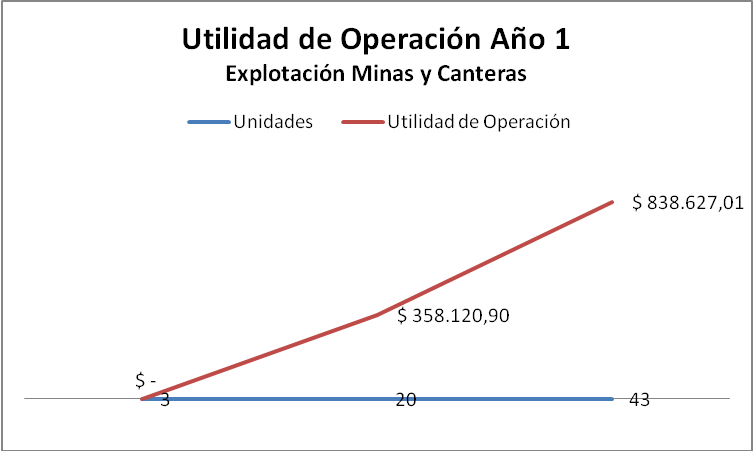 Utilidad de Operación Año 1
Explotación Minas y Canteras
Unidades Utilidad de Operación
$ 838.627,01
$ 358.120,90
$ -
3 20 43